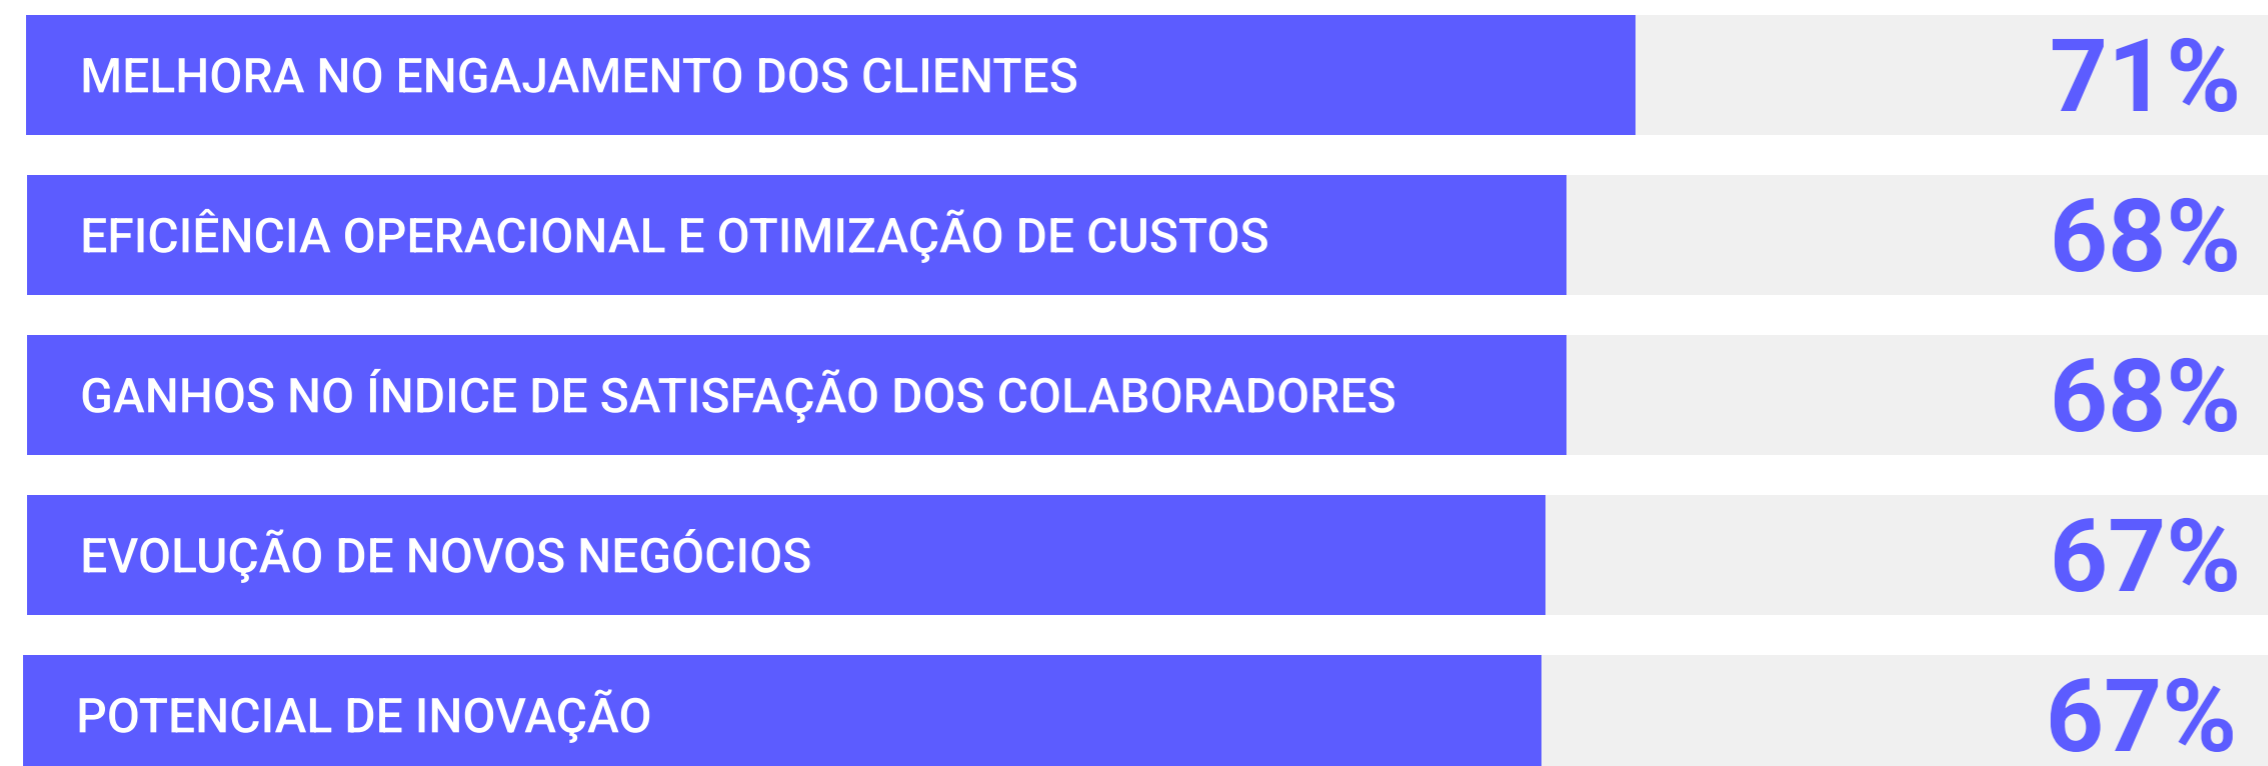 MELHORA NO ENGAJAMENTO DOS CLIENTES 71%
EFICIÊNCIA OPERACIONAL E OTIMIZAÇÃO DE CUSTOS 68%
GANHOS NO ÍNDICE DE SATISFAÇÃO DOS COLABORADORES 68%
EVOLUÇÃO DE NOVOS NEGÓCIOS 67%
POTENCIAL DE INOVAÇÃO 67%